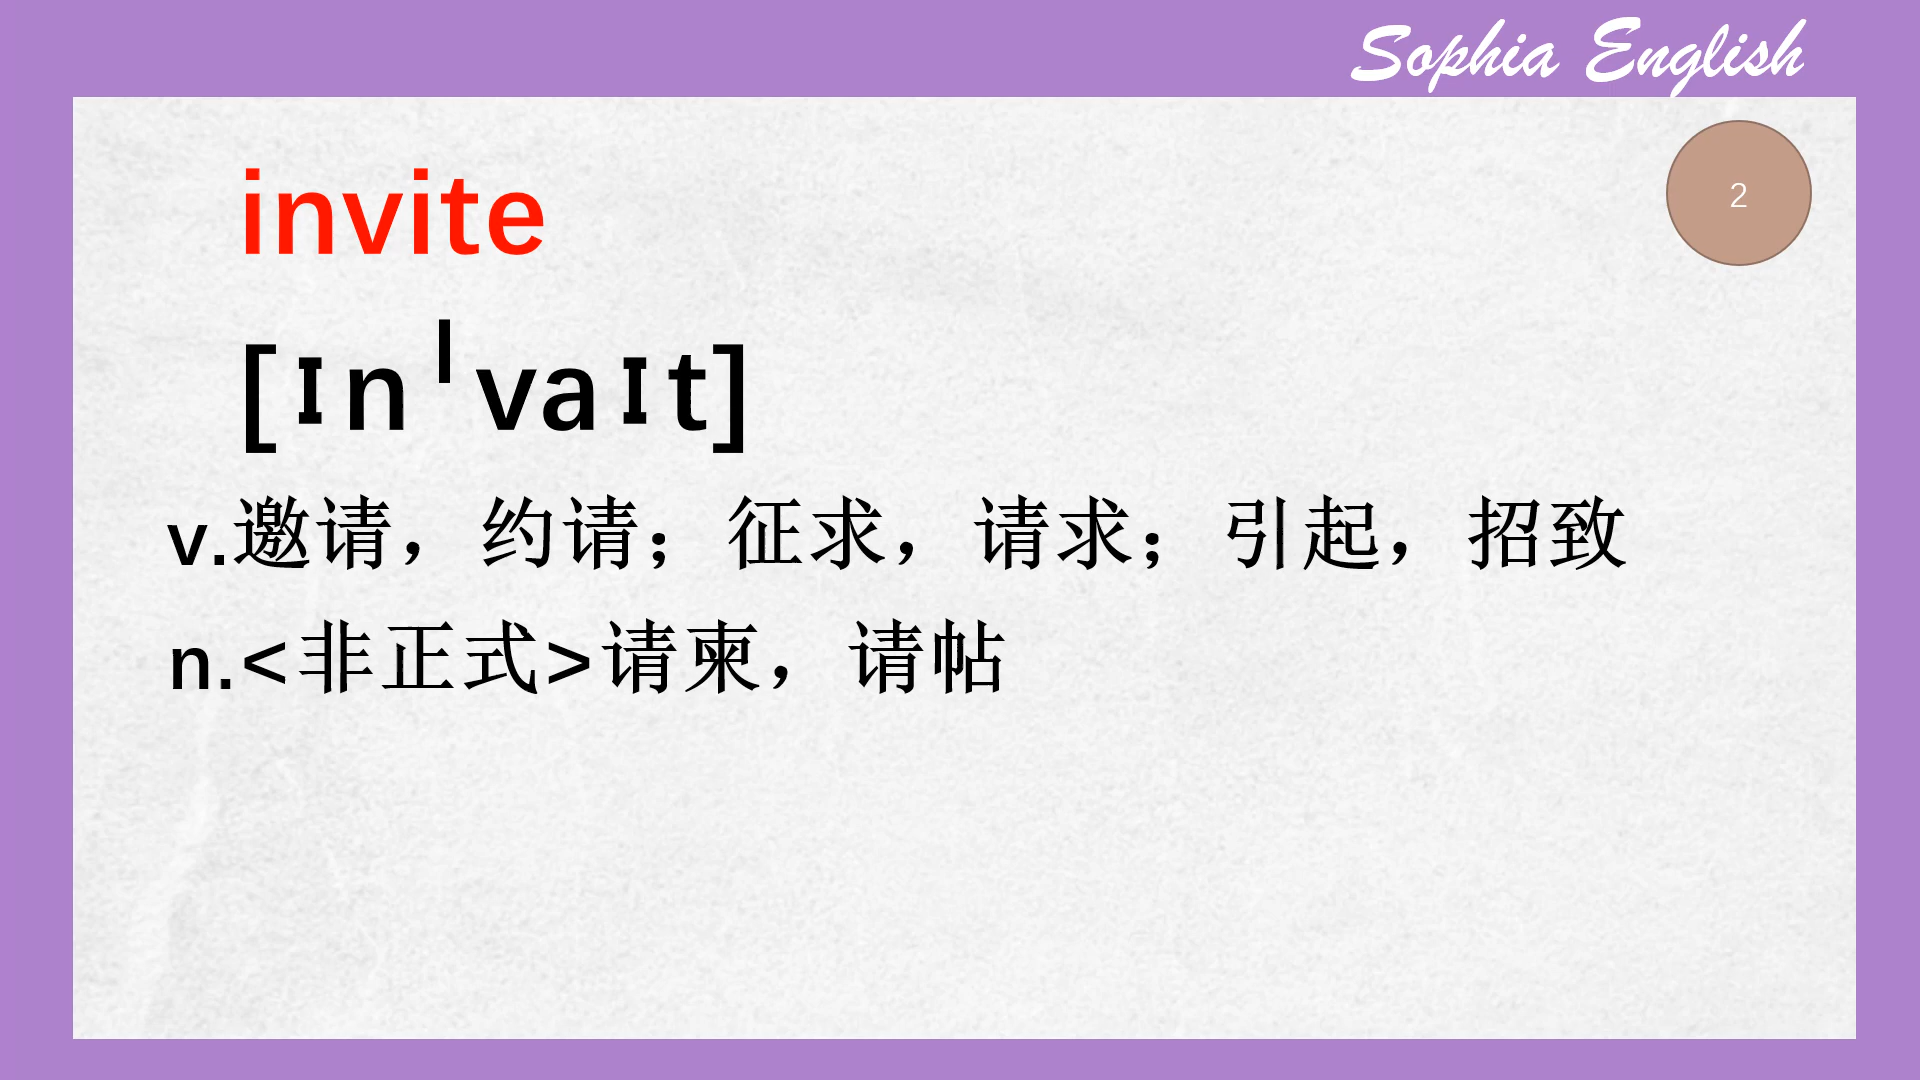 Sophia English
2
invite
[ɪnˈvaɪt]
v.邀请，约请；征求，请求；引起，招致
n.<非正式>请柬，请帖